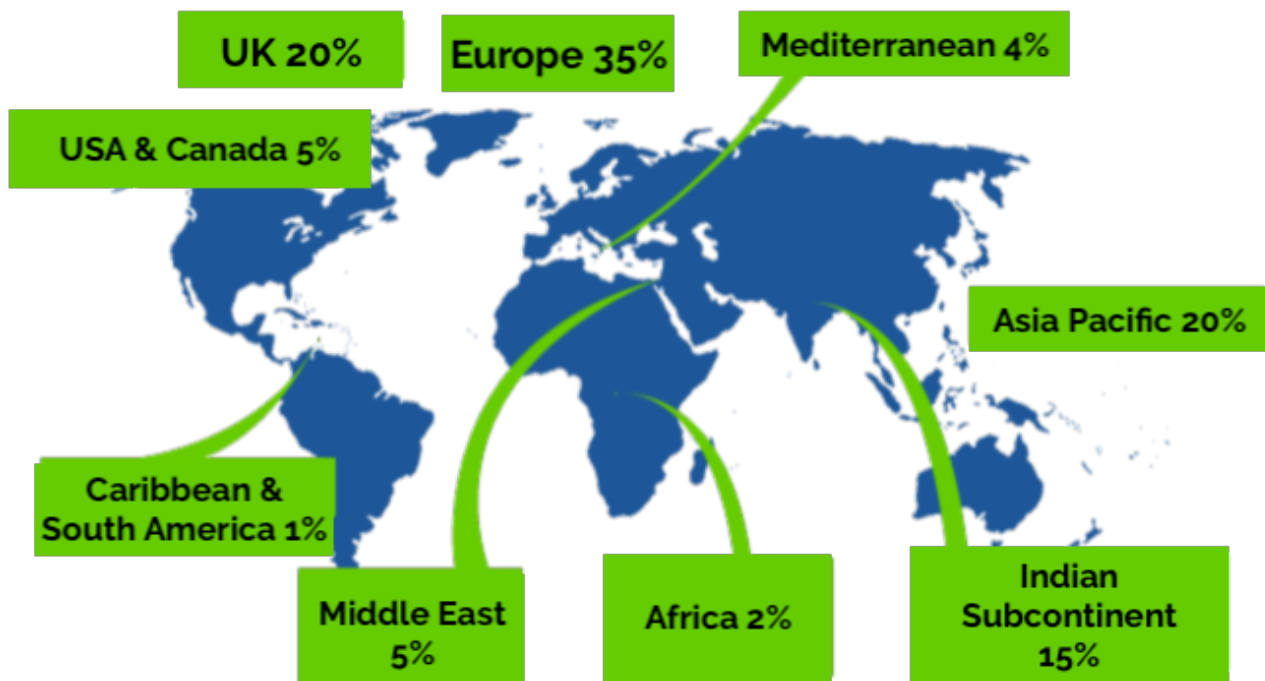 UK 20%
Europe 35%
Mediterranean 4%
USA & Canada 5%
Asia Pacific 20%
Caribbean &
South America 1%
Middle East
5%
Africa 2%
Indian
Subcontinent
15%